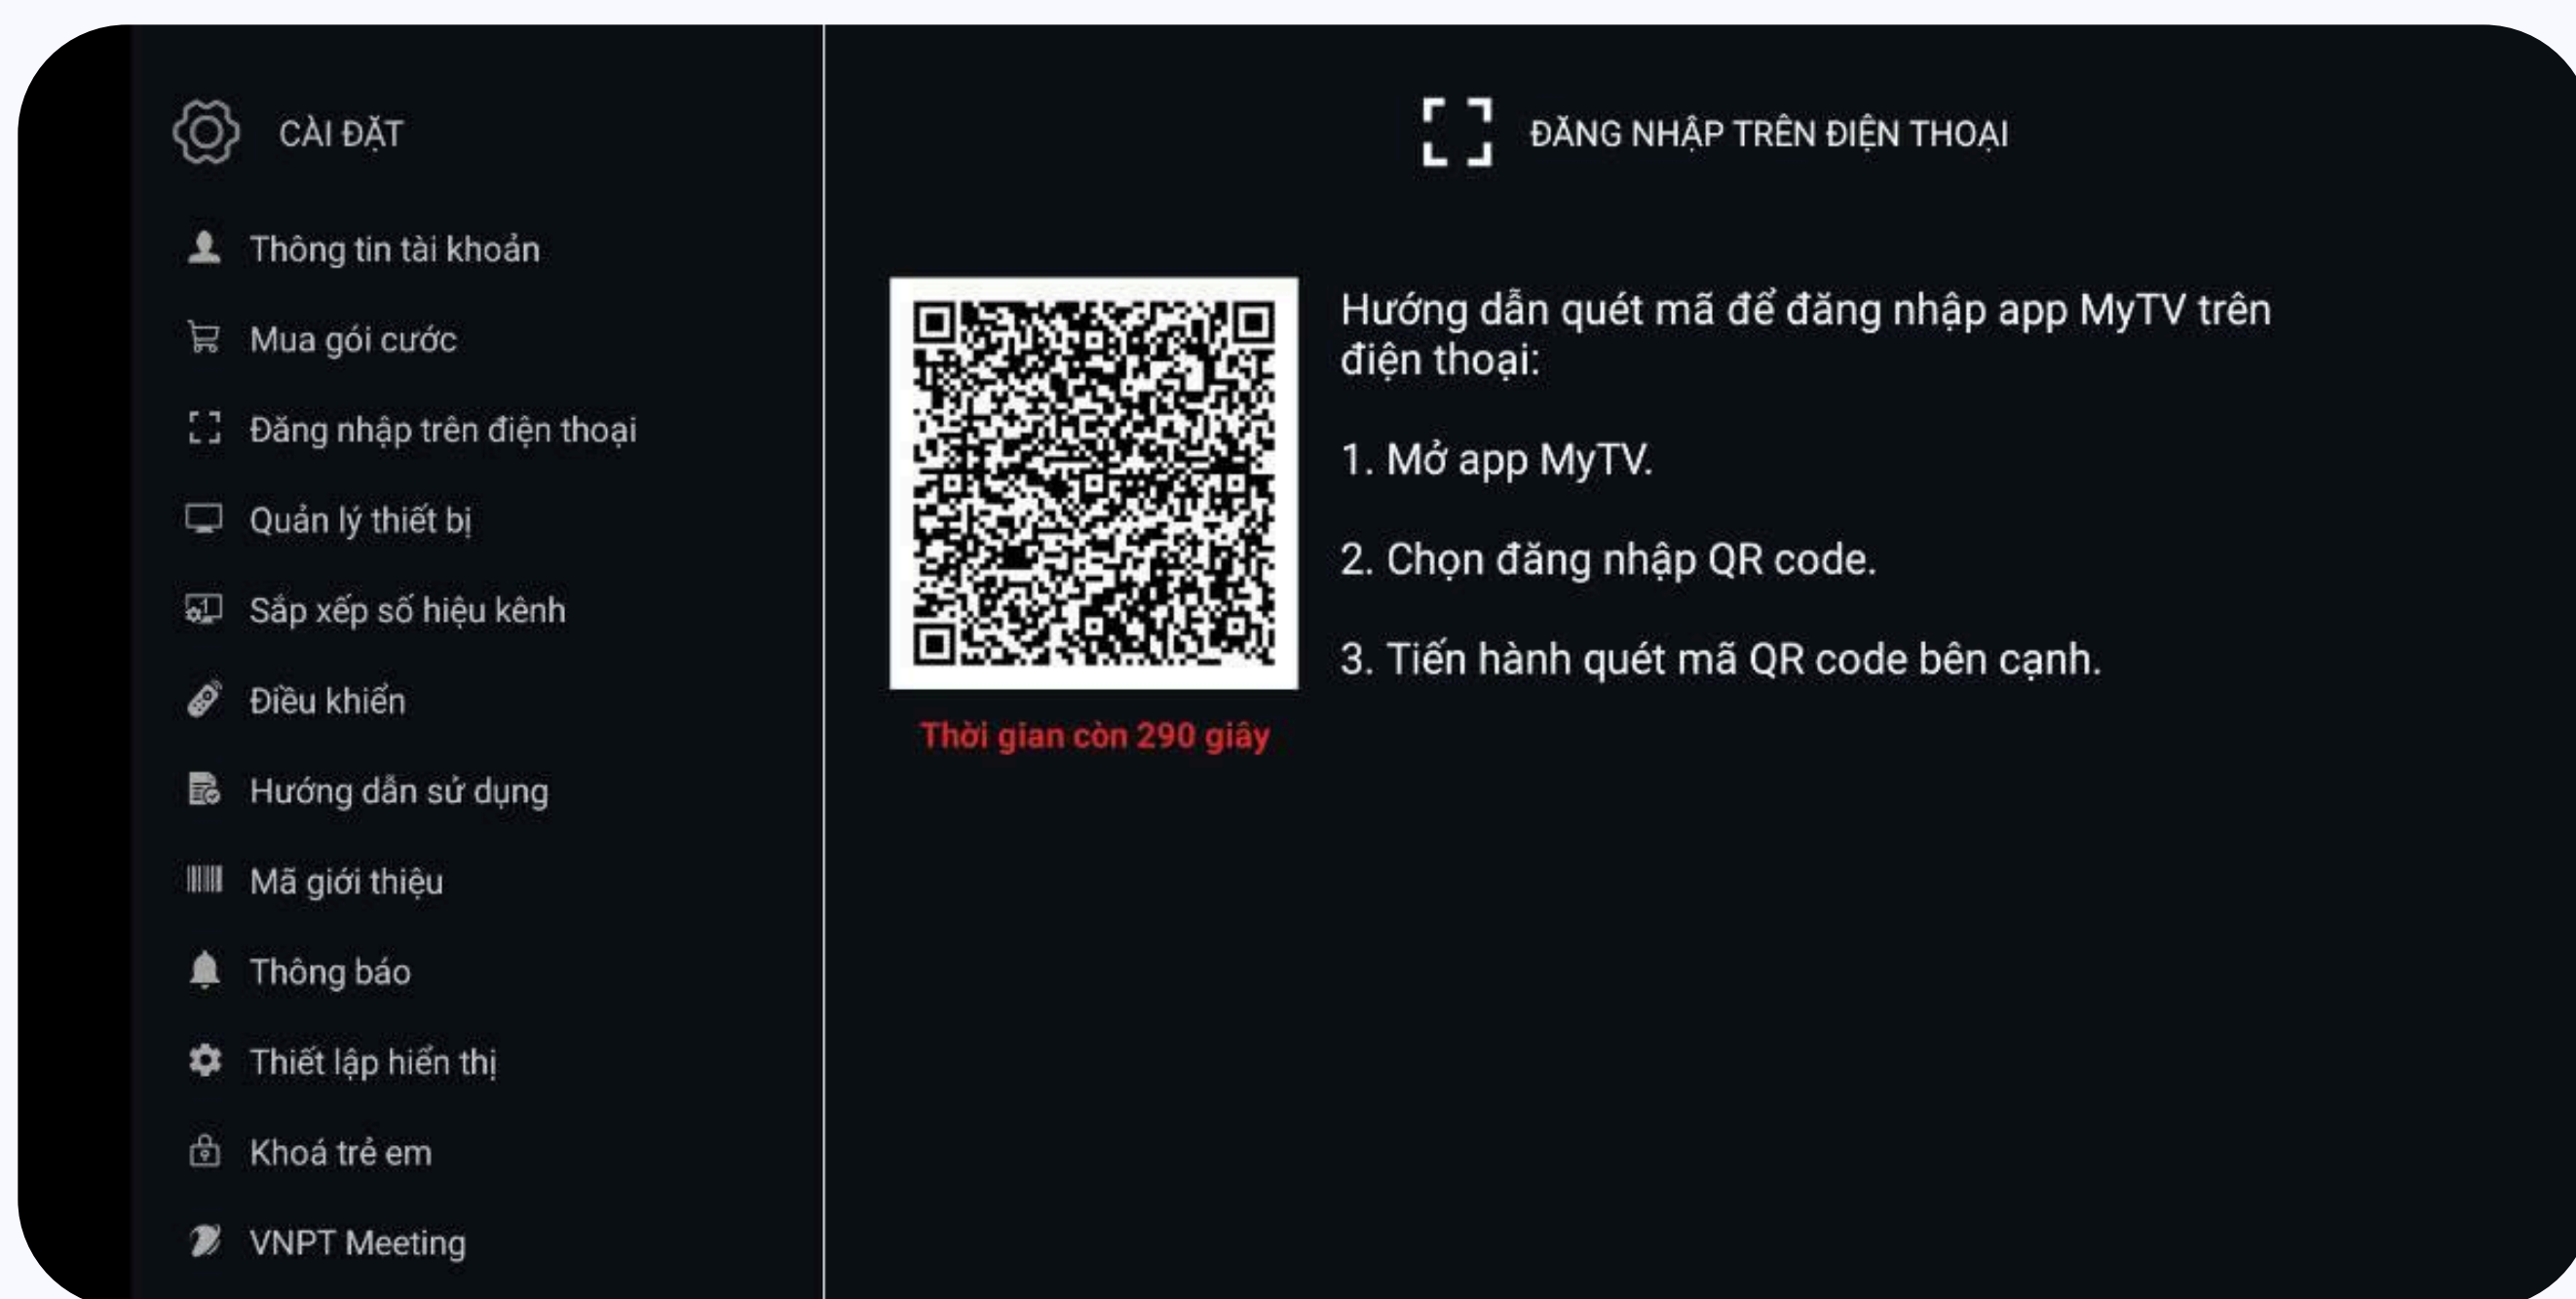 CÀI ĐẶT
Thông tin tài khoản
Mua gói cước
Đăng nhập trên điện thoại
Quản lý thiết bị
Sắp xếp số hiệu kênh
Điều khiển
Hướng dẫn sử dụng
Mã giới thiệu
Thông báo
Thiết lập hiển thị
Khoá trẻ em
VNPT Meeting
ĐĂNG NHẬP TRÊN ĐIỆN THOẠI
Hướng dẫn quét mã để đăng nhập app MyTV trên
điện thoại:
1. Mở app MyTV.
2. Chọn đăng nhập QR code.
3. Tiến hành quét mã QR code bên cạnh.
Thời gian còn 290 giây